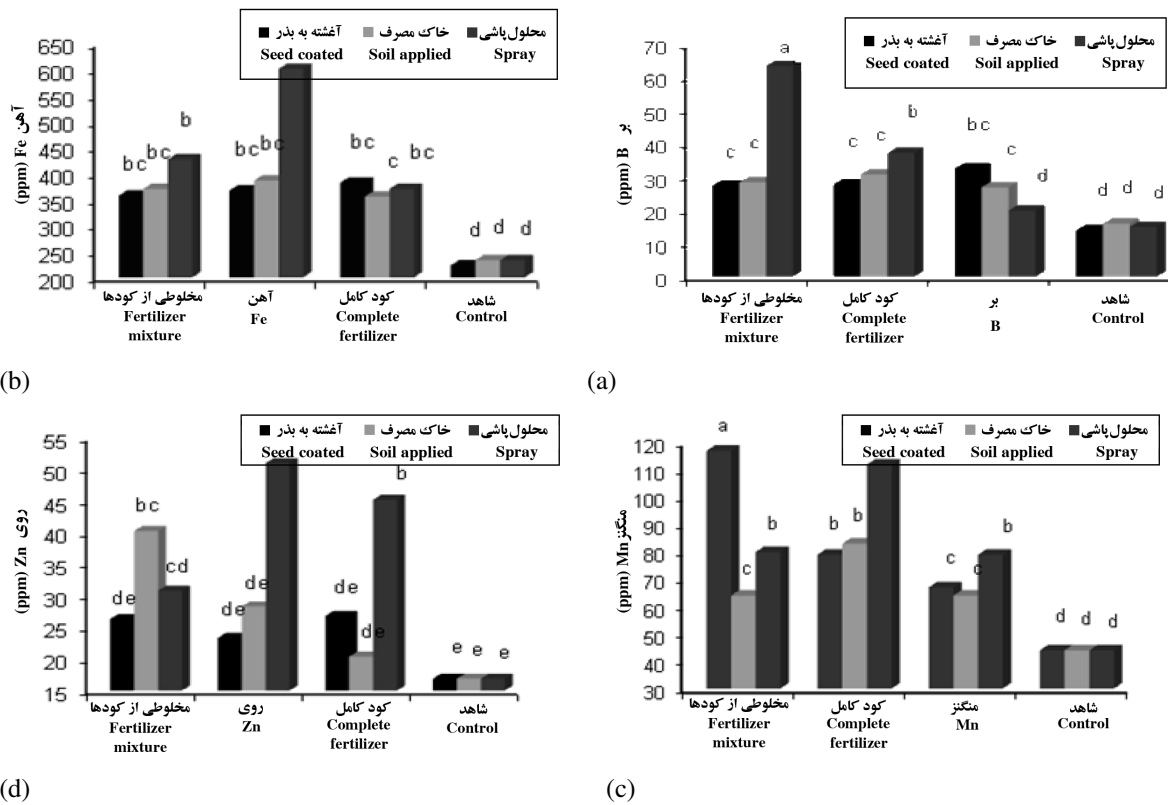 آغشته به بذر خاک مصرف محلول‌پاشی
Seed coated Soil applied Spray
650
600
550
500
450
400
350
300
250
200
آهن Fe (ppm)
bc bc b
bc bc
bc c bc
d d d
مخلوطی از کودها آهن کود کامل شاهد
Fertilizer mixture Fe Complete fertilizer Control
(b)
آغشته به بذر خاک مصرف محلول‌پاشی
Seed coated Soil applied Spray
70
60
50
40
30
20
10
0
بر B (ppm)
c c a
c c b
bc c d
d d d
مخلوطی از کودها کود کامل بر شاهد
Fertilizer mixture Complete fertilizer B Control
(a)
آغشته به بذر خاک مصرف محلول‌پاشی
Seed coated Soil applied Spray
55
50
45
40
35
30
25
20
15
روی Zn (ppm)
de bc cd
de de
de de b
e e e
مخلوطی از کودها روی کود کامل شاهد
Fertilizer mixture Zn Complete fertilizer Control
(d)
آغشته به بذر خاک مصرف محلول‌پاشی
Seed coated Soil applied Spray
120
110
100
90
80
70
60
50
40
30
منگنز Mn (ppm)
a c b
b b
c c b
d d d
مخلوطی از کودها کود کامل منگنز شاهد
Fertilizer mixture Complete fertilizer Mn Control
(c)